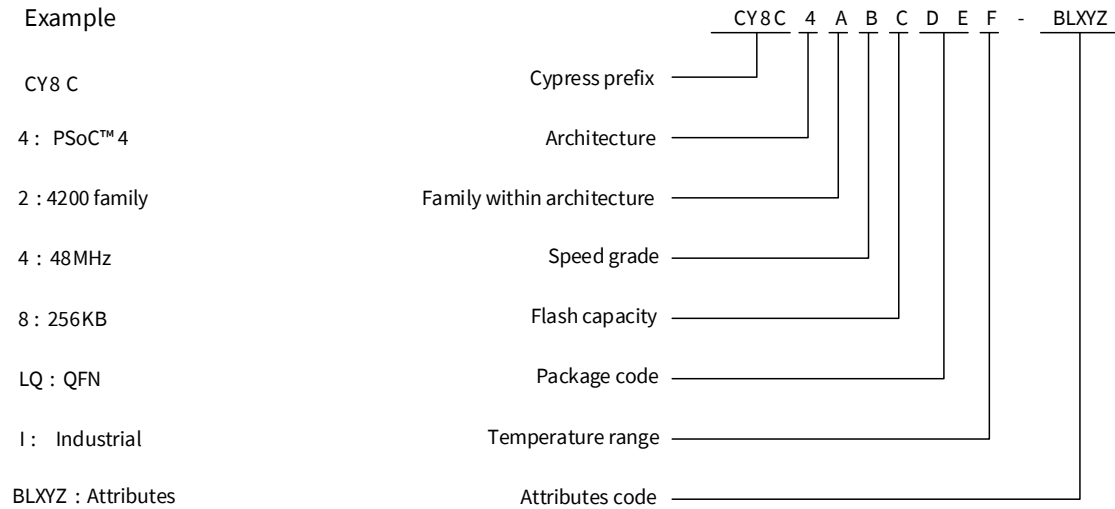 Example CY8C 4 A B C D E F - BLXYZ
CY8 C Cypress prefix
4 : PSoC™ 4 Architecture
2 : 4200 family Family within architecture
4 : 48MHz Speed grade
8 : 256KB Flash capacity
LQ : QFN Package code
I : Industrial Temperature range
BLXYZ : Attributes Attributes code